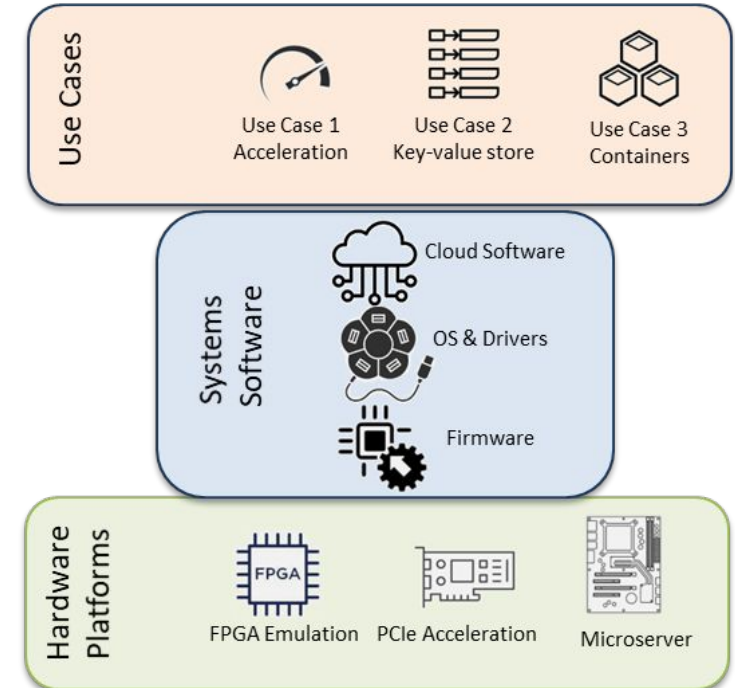 Use Cases
Use Case 1
Acceleration
Use Case 2
Key-value store
Use Case 3
Containers
Systems
Software
Cloud Software
OS & Drivers
Firmware
Hardware
Platforms
FPGA
FPGA Emulation
PCIe Acceleration
Microserver